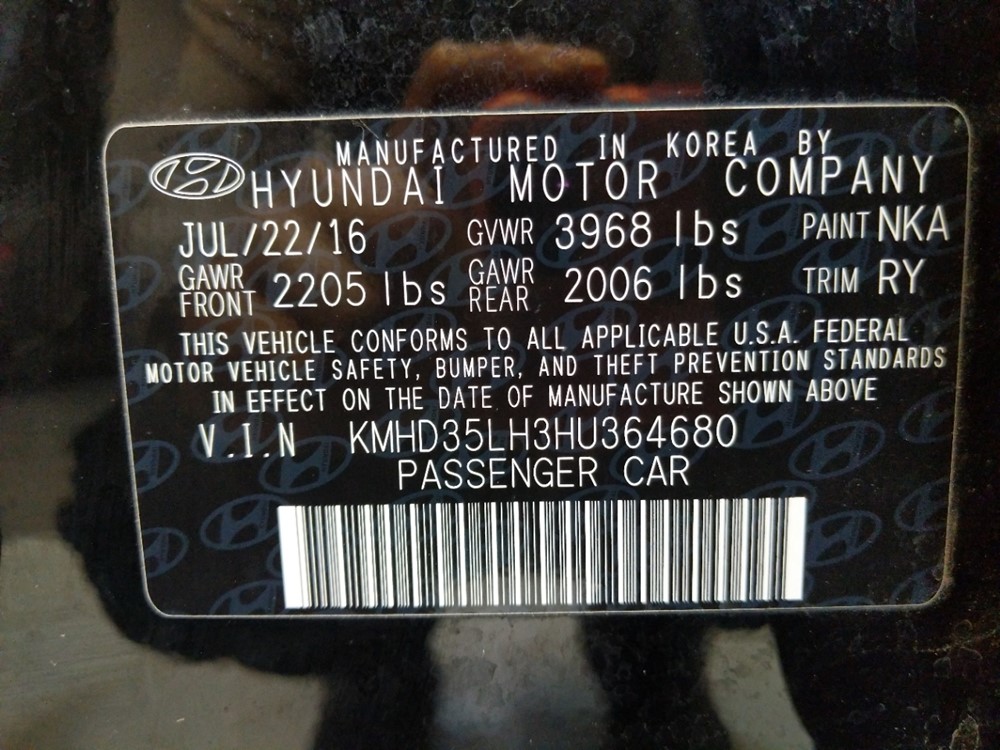 MANUFACTURED IN KOREA BY
HYUNDAI MOTOR COMPANY
JUL/22/16 GVWR 3968 lbs PAINT NKA
GAWR FRONT 2205 lbs GAWR REAR 2006 lbs TRIM RY
THIS VEHICLE CONFORMS TO ALL APPLICABLE U.S.A. FEDERAL
MOTOR VEHICLE SAFETY, BUMPER, AND THEFT PREVENTION STANDARDS
IN EFFECT ON THE DATE OF MANUFACTURE SHOWN ABOVE
V.I.N KMHD35LH3HU364680
PASSENGER CAR